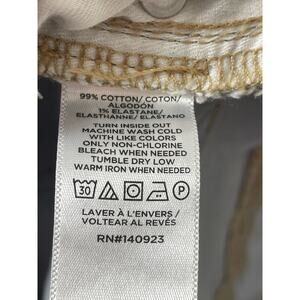 99% COTTON/ COTON/
ALGODÓN
1% ELASTANE/
ELASTHANNE/ ELASTANO
TURN INSIDE OUT
MACHINE WASH COLD
WITH LIKE COLORS
ONLY NON-CHLORINE
BLEACH WHEN NEEDED
TUMBLE DRY LOW
WARM IRON WHEN NEEDED
30 P
LAVER À L'ENVERS /
VOLTEAR AL REVÉS
RN#140923